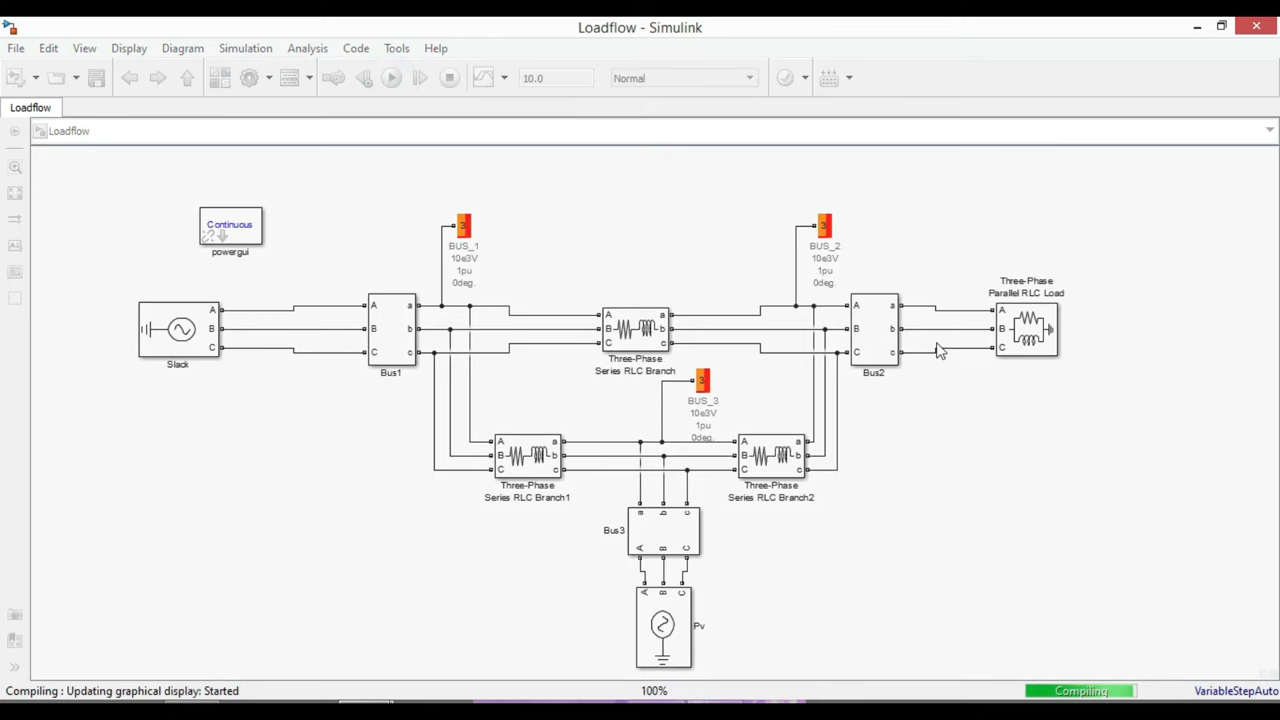 Loadflow - Simulink
File Edit View Display Diagram Simulation Analysis Code Tools Help
10.0 Normal
Loadflow
Loadflow
Continuous
powergui
3
BUS_1
10e3V
1pu
0deg.
3
BUS_2
10e3V
1pu
0deg.
Three-Phase
Parallel RLC Load
A
B
C
Slack
A a
B b
C c
Bus1
A a
B b
C c
Three-Phase
Series RLC Branch
A a
B b
C c
Bus2
A
B
C
3
BUS_3
10e3V
1pu
0deg.
A a
B b
C c
Three-Phase
Series RLC Branch1
A a
B b
C c
Three-Phase
Series RLC Branch2
a b c
Bus3
A B C
A B C
Pv
Compiling : Updating graphical display: Started 100% Compiling VariableStepAuto